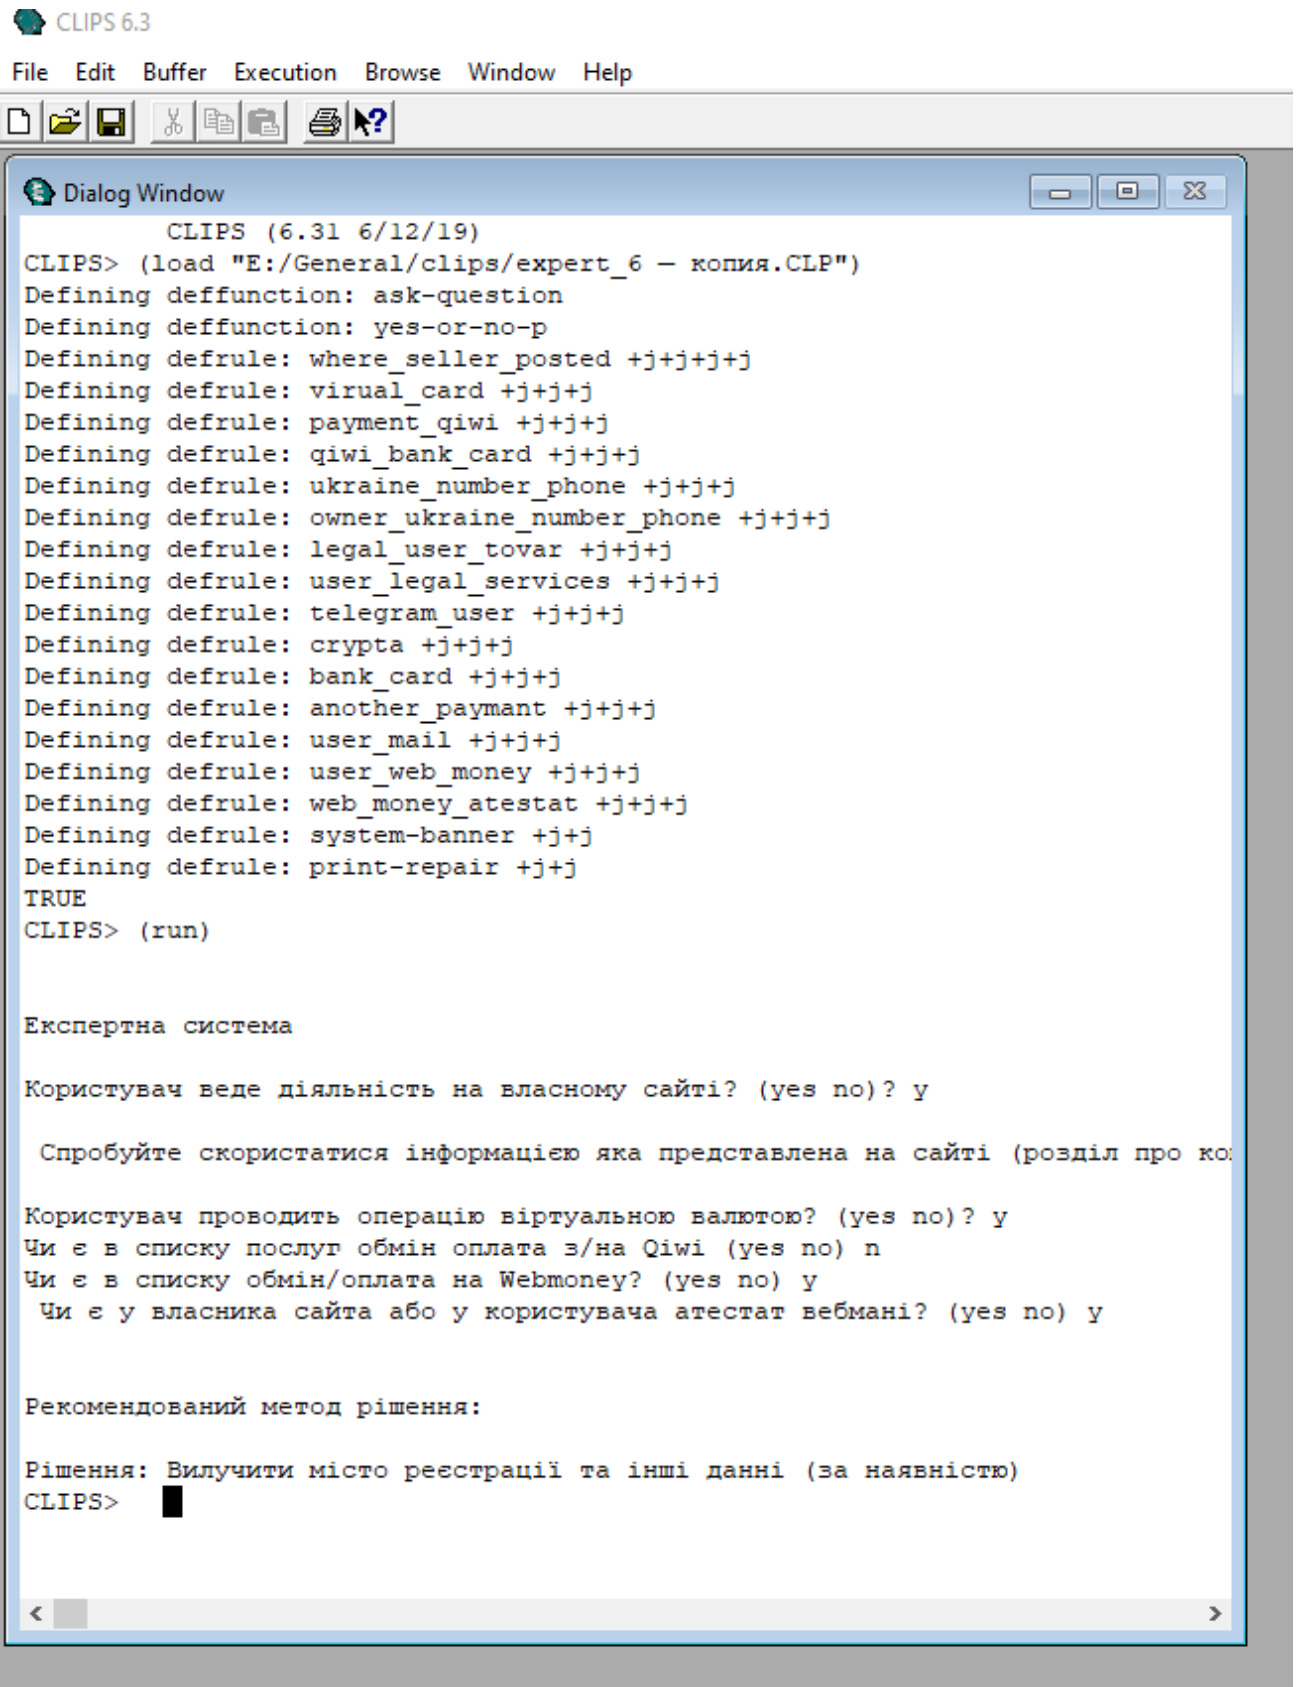 CLIPS 6.3
File Edit Buffer Execution Browse Window Help
Dialog Window
CLIPS (6.31 6/12/19)
CLIPS> (load "E:/General/clips/expert_6 — копия.CLP")
Defining deffunction: ask-question
Defining deffunction: yes-or-no-p
Defining defrule: where_seller_posted +j+j+j+j
Defining defrule: virual_card +j+j+j
Defining defrule: payment_qiwi +j+j+j
Defining defrule: qiwi_bank_card +j+j+j
Defining defrule: ukraine_number_phone +j+j+j
Defining defrule: owner_ukraine_number_phone +j+j+j
Defining defrule: legal_user_tovar +j+j+j
Defining defrule: user_legal_services +j+j+j
Defining defrule: telegram_user +j+j+j
Defining defrule: crypta +j+j+j
Defining defrule: bank_card +j+j+j
Defining defrule: another_paymant +j+j+j
Defining defrule: user_mail +j+j+j
Defining defrule: user_web_money +j+j+j
Defining defrule: web_money_atestat +j+j+j
Defining defrule: system-banner +j+j
Defining defrule: print-repair +j+j
TRUE
CLIPS> (run)
Експертна система
Користувач веде діяльність на власному сайті? (yes no)? y
Спробуйте скористатися інформацією яка представлена на сайті (розділ про
Користувач проводить операцію віртуальною валютою? (yes no)? y
Чи є в списку послуг обмін оплата з/на Qiwi (yes no) n
Чи є в списку обмін/оплата на Webmoney? (yes no) y
Чи є у власника сайта або у користувача атестат вебмані? (yes no) y
Рекомендований метод рішення:
Рішення: Вилучити місто реєстрації та інші данні (за наявністю)
CLIPS>